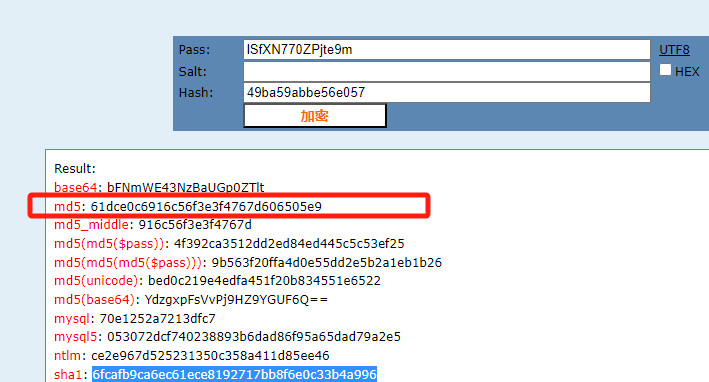 Pass: lSfXN770ZPjte9m UTF8
Salt: HEX
Hash: 49ba59abbe56e057
加密
Result:
base64: bFNmWE43NzBaUGp0ZTlt
md5: 61dce0c6916c56f3e3f4767d606505e9
md5_middle: 916c56f3e3f4767d
md5(md5($pass)): 4f392ca3512dd2ed84ed445c5c53ef25
md5(md5(md5($pass))): 9b563f20ffa4d0e55dd2e5b2a1eb1b26
md5(unicode): bed0c219e4edfa451f20b834551e6522
md5(base64): YdzgxpFsVvPj9HZ9YGUF6Q==
mysql: 70e1252a7213dfc7
mysql5: 053072dcf740238893b6dad86f95a65dad79a2e5
ntlm: ce2e967d525231350c358a411d85ee46
sha1: 6fcafb9ca6ec61ece8192717bb8f6e0c33b4a996